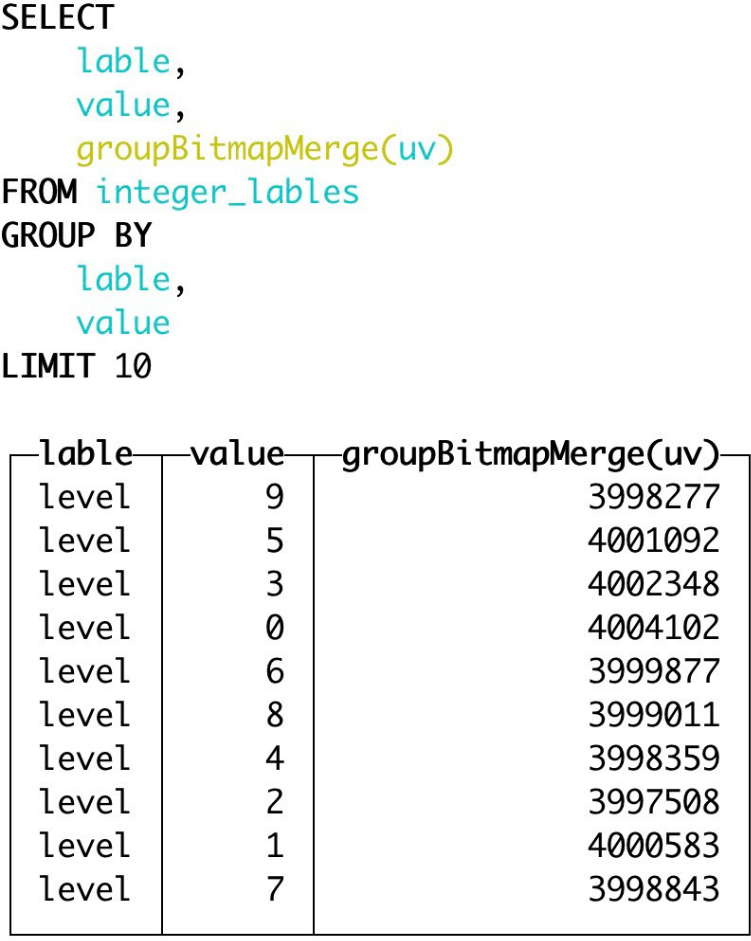 SELECT
lable,
value,
groupBitmapMerge(uv)
FROM integer_lables
GROUP BY
lable,
value
LIMIT 10
lable value groupBitmapMerge(uv)
level 9 3998277
level 5 4001092
level 3 4002348
level 0 4004102
level 6 3999877
level 8 3999011
level 4 3998359
level 2 3997508
level 1 4000583
level 7 3998843